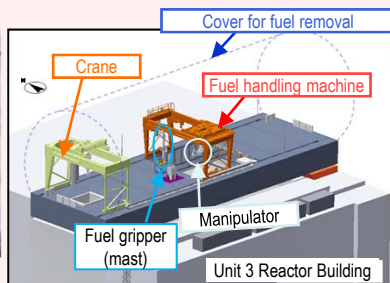 Cover for fuel removal
Crane
N
Fuel handling machine
Manipulator
Fuel gripper
(mast)
Unit 3 Reactor Building